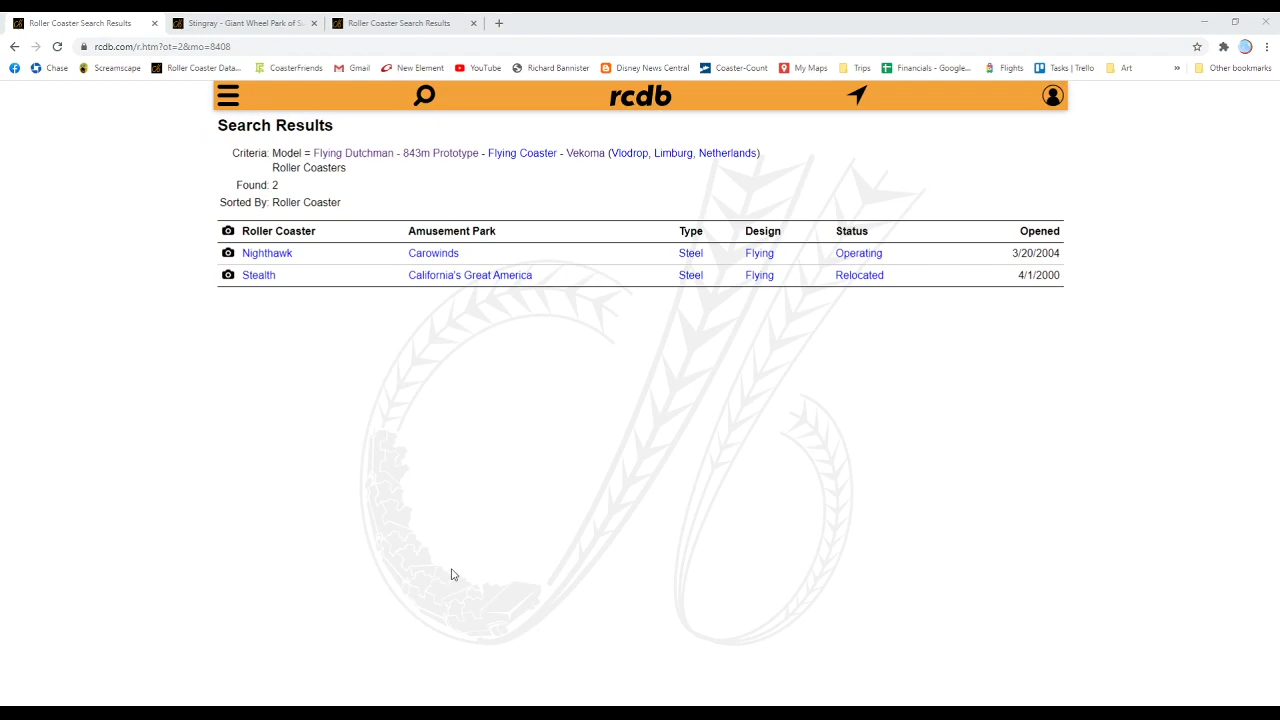 Roller Coaster Search Results
Stingray - Giant Wheel Park of Su
Roller Coaster Search Results
rcdb.com/r.htm?ot=2&mo=8408
Chase Screamscape Roller Coaster Data... CoasterFriends Gmail New Element YouTube Richard Bannister Disney News Central Coaster-Count My Maps Trips Financials - Google... Flights Tasks | Trello Art » Other bookmarks
rcdb
Search Results
Criteria: Model = Flying Dutchman - 843m Prototype - Flying Coaster - Vekoma (Vlodrop, Limburg, Netherlands)
Roller Coasters
Found: 2
Sorted By: Roller Coaster
Roller Coaster Amusement Park Type Design Status Opened
Nighthawk Carowinds Steel Flying Operating 3/20/2004
Stealth California's Great America Steel Flying Relocated 4/1/2000